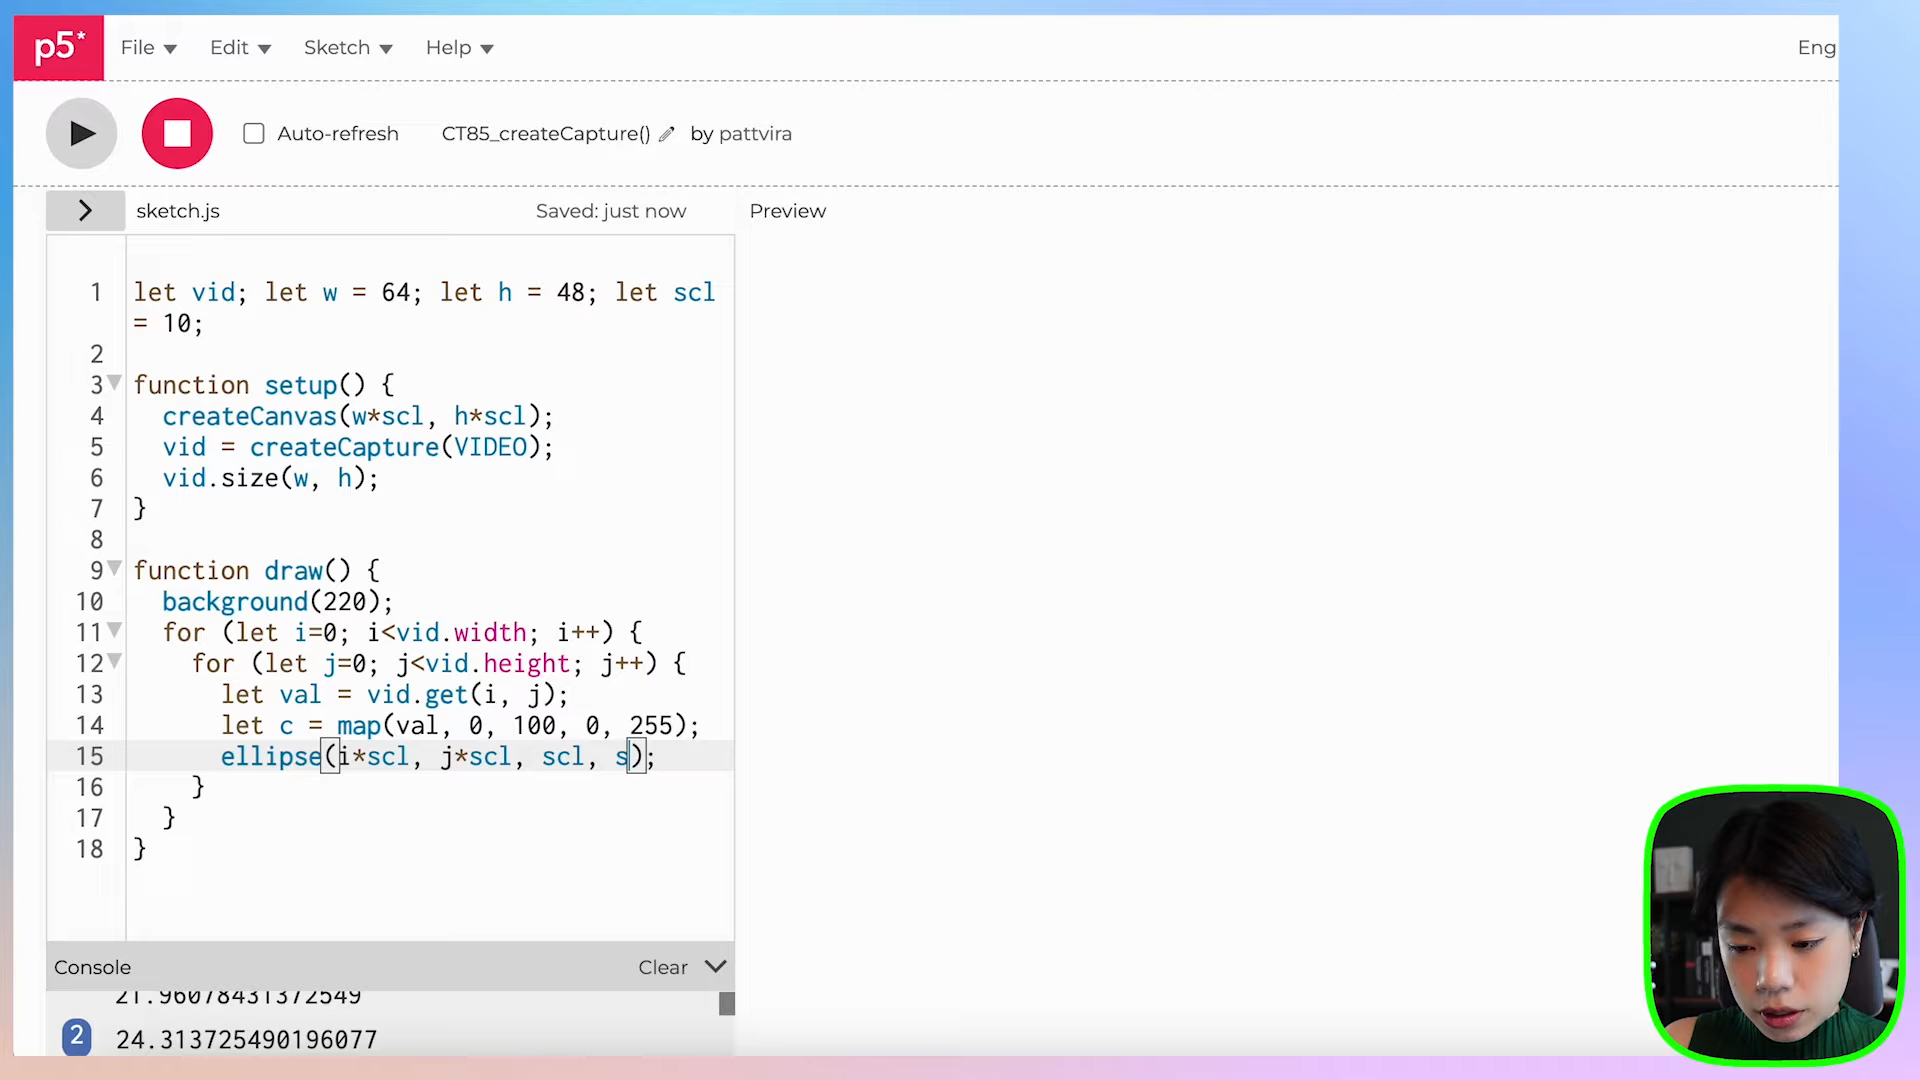 p5* File Edit Sketch Help Eng
Auto-refresh CT85_createCapture() by pattvira
sketch.js Saved: just now Preview
1 let vid; let w = 64; let h = 48; let scl
= 10;
2
3 function setup() {
4 createCanvas(w*scl, h*scl);
5 vid = createCapture(VIDEO);
6 vid.size(w, h);
7 }
8
9 function draw() {
10 background(220);
11 for (let i=0; i<vid.width; i++) {
12 for (let j=0; j<vid.height; j++) {
13 let val = vid.get(i, j);
14 let c = map(val, 0, 100, 0, 255);
15 ellipse(i*scl, j*scl, scl, s);
16 }
17 }
18 }
Console Clear
21.96078431372549
2 24.313725490196077